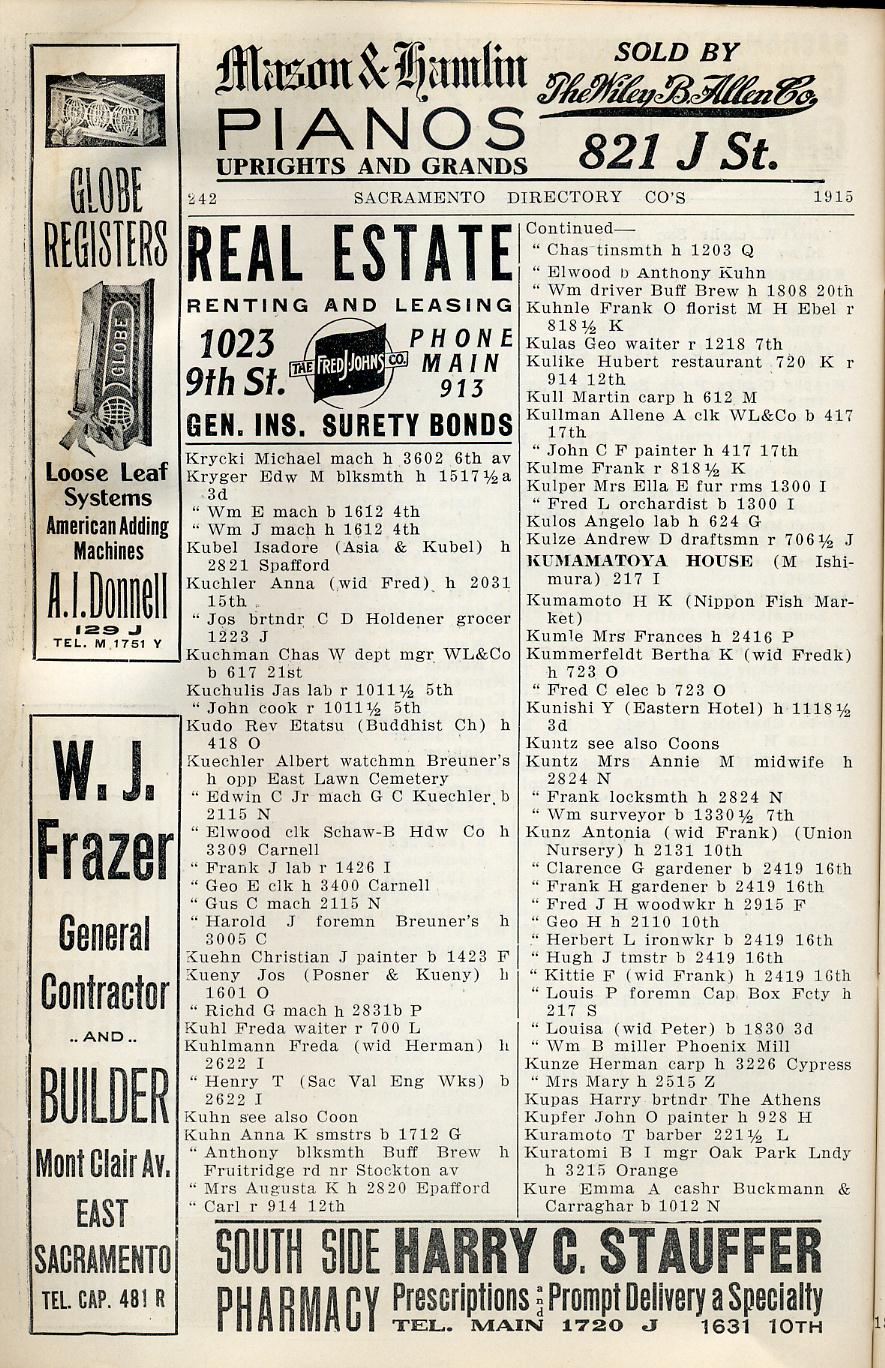 Mason & Hamlin
PIANOS
UPRIGHTS AND GRANDS
SOLD BY
The Wiley B. Allen Co.
821 J St.
242 SACRAMENTO DIRECTORY CO'S 1915
GLOBE
REGISTERS
GLOBE
Loose Leaf
Systems
American Adding
Machines
A.I. Donnell
129 J
TEL. M 1751 Y
W. J.
Frazer
General
Contractor
.. AND ..
BUILDER
Mont Clair Av.
EAST
SACRAMENTO
TEL. CAP. 481 R
REAL ESTATE
RENTING AND LEASING
1023
9th St.
THE FRED J. JOHNS CO.
PHONE
MAIN
913
GEN. INS. SURETY BONDS
Krycki Michael mach h 3602 6th av
Kryger Edw M blksmth h 1517½a
3d
" Wm E mach b 1612 4th
" Wm J mach h 1612 4th
Kubel Isadore (Asia & Kubel) h
2821 Spafford
Kuchler Anna (wid Fred) h 2031
15th
" Jos brtndr C D Holdener grocer
1223 J
Kuchman Chas W dept mgr WL&Co
b 617 21st
Kuchulis Jas lab r 1011½ 5th
" John cook r 1011½ 5th
Kudo Rev Etatsu (Buddhist Ch) h
418 O
Kuechler Albert watchmn Breuner's
h opp East Lawn Cemetery
" Edwin C Jr mach G C Kuechler b
2115 N
" Elwood clk Schaw-B Hdw Co h
3309 Carnell
" Frank J lab r 1426 I
" Geo E clk h 3400 Carnell
" Gus C mach 2115 N
" Harold J foremn Breuner's h
3005 C
Kuehn Christian J painter b 1423 F
Kueny Jos (Posner & Kueny) h
1601 O
" Richd G mach h 2831b P
Kuhl Freda waiter r 700 L
Kuhlmann Freda (wid Herman) h
2622 I
" Henry T (Sac Val Eng Wks) b
2622 I
Kuhn see also Coon
Kuhn Anna K smstrs b 1712 G
" Anthony blksmth Buff Brew h
Fruitridge rd nr Stockton av
" Mrs Augusta K h 2820 Epafford
" Carl r 914 12th
Continued—
" Chas tinsmth h 1203 Q
" Elwood b Anthony Kuhn
" Wm driver Buff Brew h 1808 20th
Kuhnle Frank O florist M H Ebel r
818½ K
Kulas Geo waiter r 1218 7th
Kulike Hubert restaurant 720 K r
914 12th
Kull Martin carp h 612 M
Kullman Allene A clk WL&Co b 417
17th
" John C F painter h 417 17th
Kulme Frank r 818½ K
Kulper Mrs Ella E fur rms 1300 I
" Fred L orchardist b 1300 I
Kulos Angelo lab h 624 G
Kulze Andrew D draftsmn r 706½ J
KUMAMATOYA HOUSE (M Ishi-
mura) 217 I
Kumamoto H K (Nippon Fish Mar-
ket)
Kumle Mrs Frances h 2416 P
Kummerfeldt Bertha K (wid Fredk)
h 723 O
" Fred C elec b 723 O
Kunishi Y (Eastern Hotel) h 1118½
3d
Kuntz see also Coons
Kuntz Mrs Annie M midwife h
2824 N
" Frank locksmth h 2824 N
" Wm surveyor b 1330½ 7th
Kunz Antonia (wid Frank) (Union
Nursery) h 2131 10th
" Clarence G gardener b 2419 16th
" Frank H gardener b 2419 16th
" Fred J H woodwkr h 2915 F
" Geo H h 2110 10th
" Herbert L ironwkr b 2419 16th
" Hugh J tmstr b 2419 16th
" Kittie F (wid Frank) h 2419 16th
" Louis P foremn Cap Box Fcty h
217 S
" Louisa (wid Peter) b 1830 3d
" Wm B miller Phoenix Mill
Kunze Herman carp h 3226 Cypress
" Mrs Mary h 2515 Z
Kupas Harry brtndr The Athens
Kupfer John O painter h 928 H
Kuramoto T barber 221½ L
Kuratomi B I mgr Oak Park Lndy
h 3215 Orange
Kure Emma A cashr Buckmann &
Carraghar b 1012 N
SOUTH SIDE
PHARMACY
HARRY C. STAUFFER
Prescriptions and Prompt Delivery a Specialty
TEL. MAIN 1720 J 1631 10TH